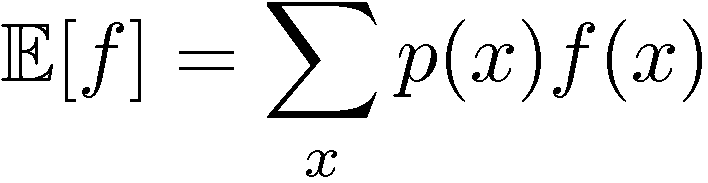 𝔼[f] = ∑ₓ p(x)f(x)